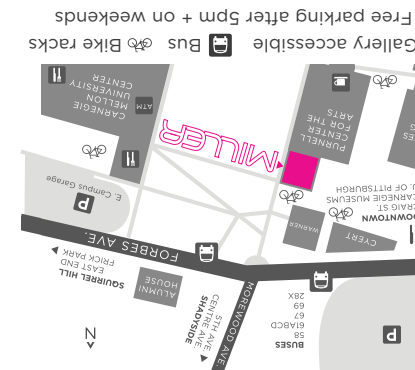 N
P
BUSES
58
61ABCD
67
69
28X
MOREWOOD AVE.
SHADYSIDE
CENTRE AVE.
5TH AVE.
ALUMNI
HOUSE
SQUIRREL HILL
EAST END
FRICK PARK
FORBES AVE.
CYERT
WARNER
DOWNTOWN
CRAIG ST.
CARNEGIE MUSEUMS
U. OF PITTSBURGH
P
E. Campus Garage
MILLER
PURNELL
CENTER
FOR THE
ARTS
CARNEGIE
MELLON
UNIVERSITY
CENTER
ATM
Gallery accessible Bus Bike racks
Free parking after 5pm + on weekends